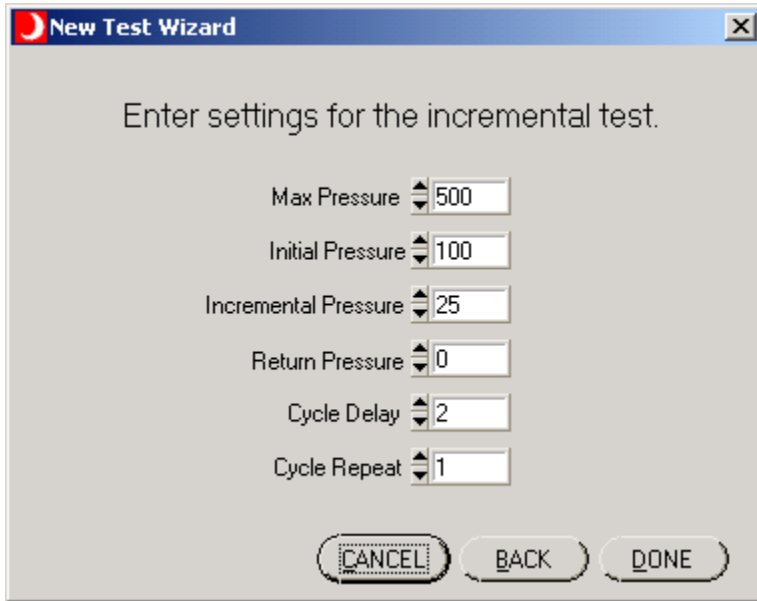 New Test Wizard
Enter settings for the incremental test.
Max Pressure 500
Initial Pressure 100
Incremental Pressure 25
Return Pressure 0
Cycle Delay 2
Cycle Repeat 1
CANCEL BACK DONE